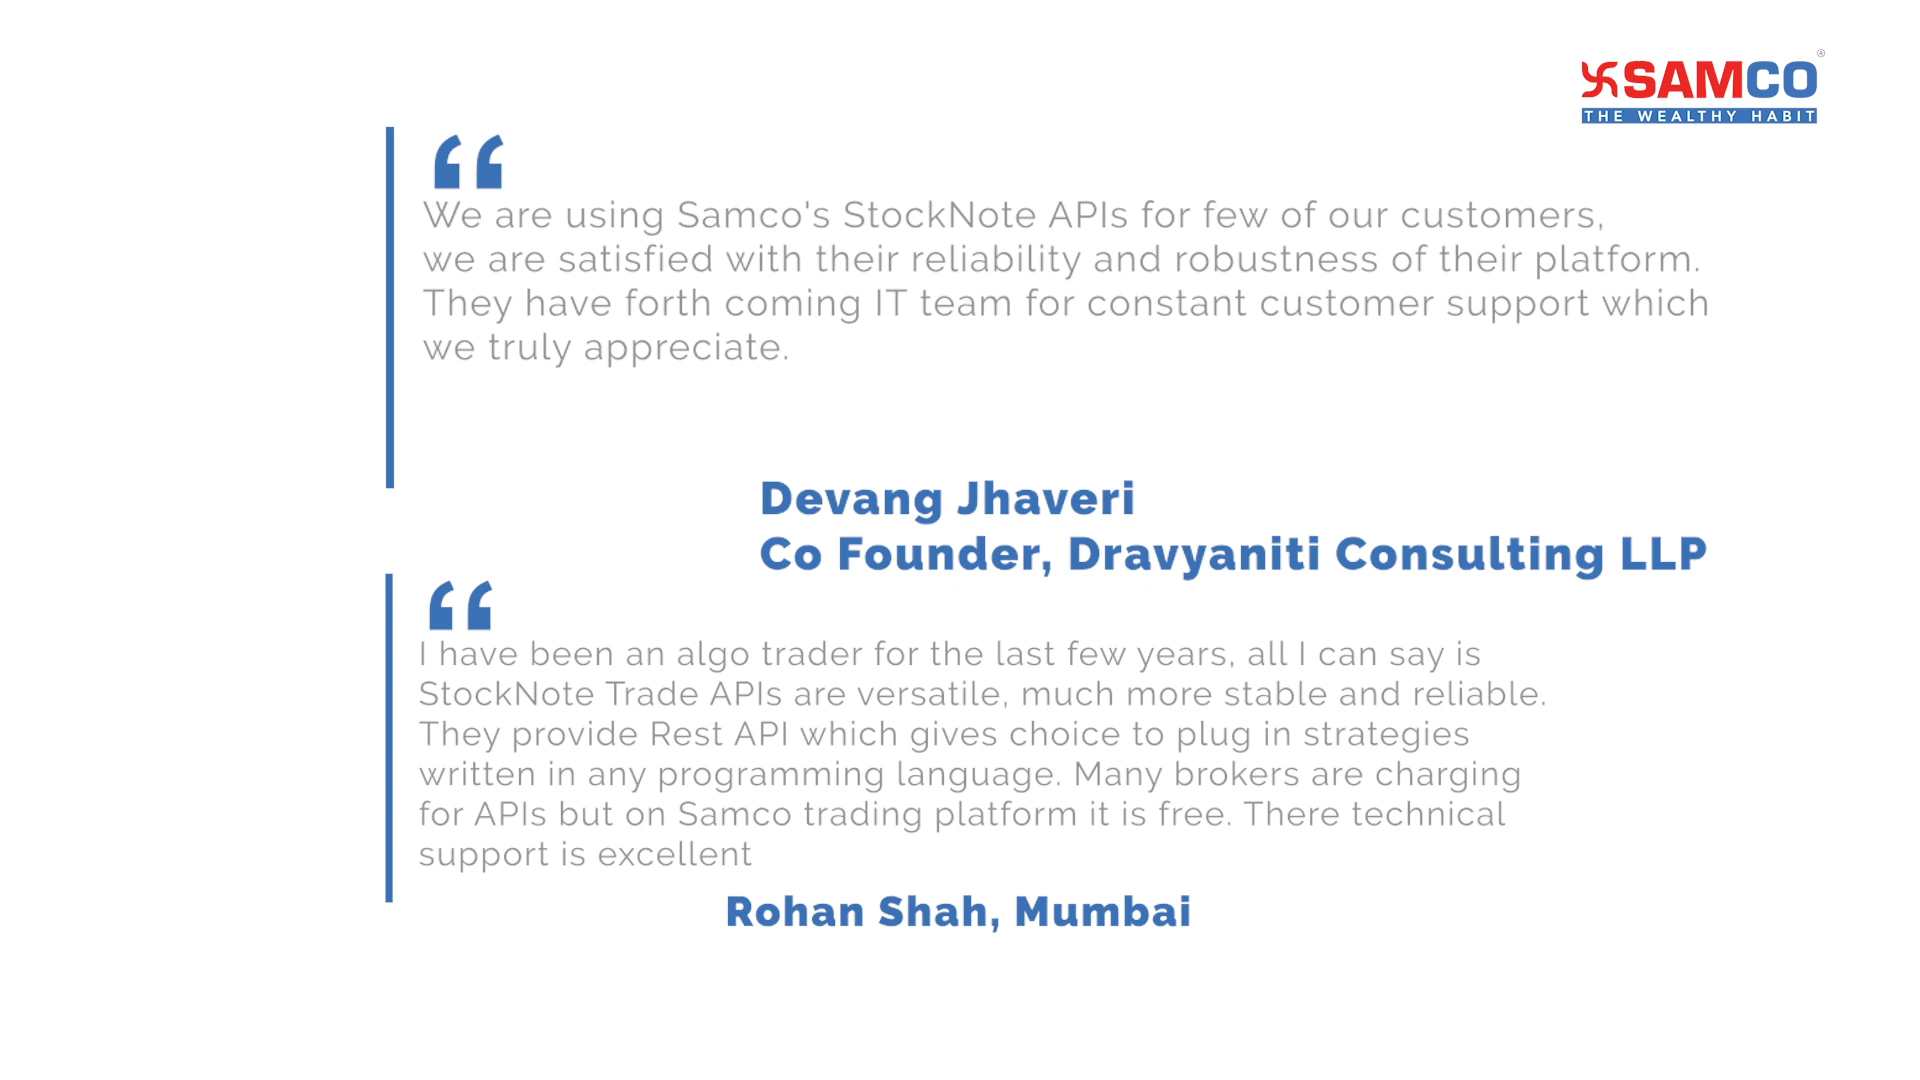 SAMCO®
THE WEALTHY HABIT
“
We are using Samco's StockNote APIs for few of our customers,
we are satisfied with their reliability and robustness of their platform.
They have forth coming IT team for constant customer support which
we truly appreciate.
Devang Jhaveri
Co Founder, Dravyaniti Consulting LLP
“
I have been an algo trader for the last few years, all I can say is
StockNote Trade APIs are versatile, much more stable and reliable.
They provide Rest API which gives choice to plug in strategies
written in any programming language. Many brokers are charging
for APIs but on Samco trading platform it is free. There technical
support is excellent
Rohan Shah, Mumbai